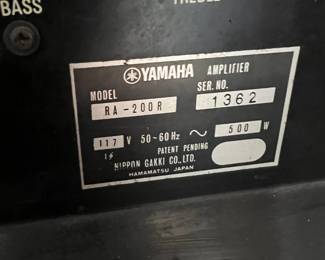 BASS
TREBLE
YAMAHA AMPLIFIER
MODEL SER. NO.
RA-200R 1362
117 V 50~60Hz ~ 500 W
PATENT PENDING
NIPPON GAKKI CO., LTD.
HAMAMATSU JAPAN